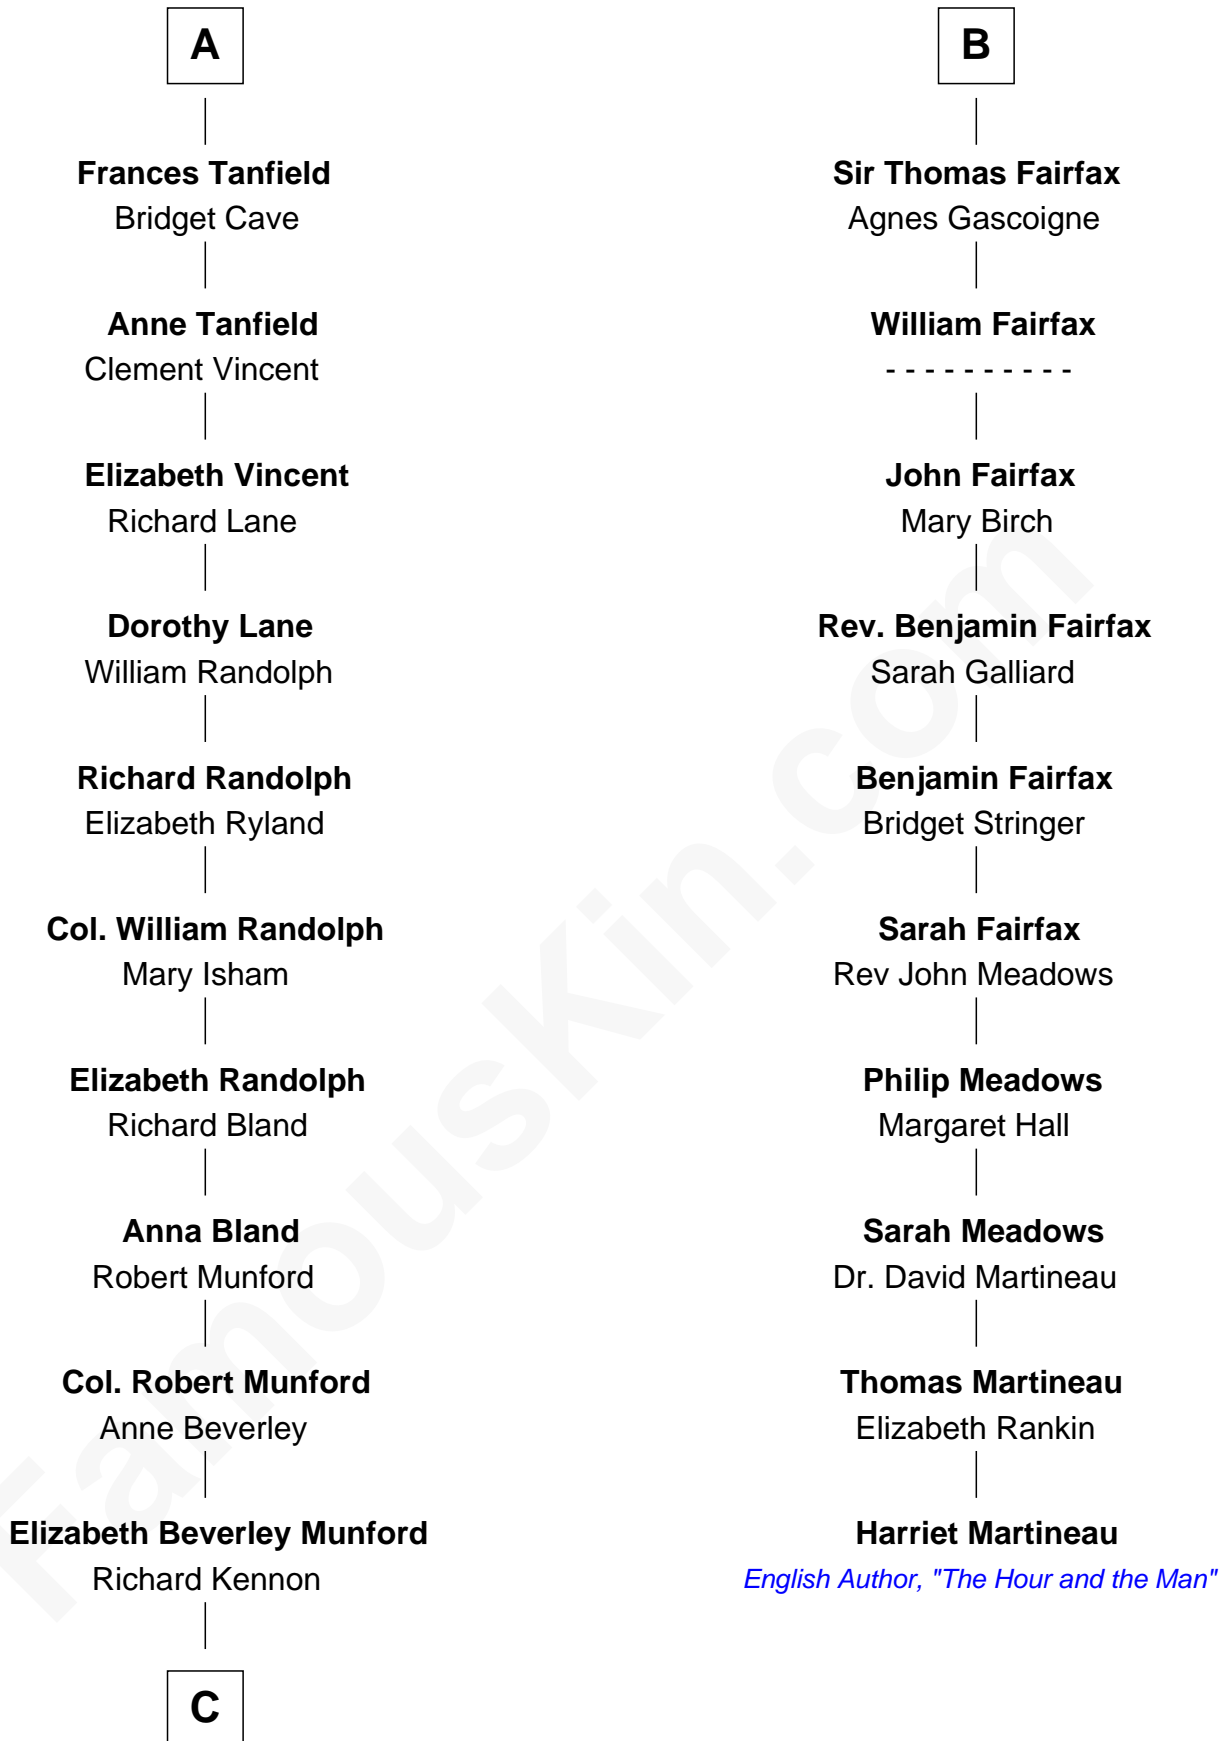 A
Frances Tanfield
Bridget Cave
Anne Tanfield
Clement Vincent
Elizabeth Vincent
Richard Lane
Dorothy Lane
William Randolph
Richard Randolph
Elizabeth Ryland
Col. William Randolph
Mary Isham
Elizabeth Randolph
Richard Bland
Anna Bland
Robert Munford
Col. Robert Munford
Anne Beverley
Elizabeth Beverley Munford
Richard Kennon
C
B
Sir Thomas Fairfax
Agnes Gascoigne
William Fairfax
- - - - - - - - - -
John Fairfax
Mary Birch
Rev. Benjamin Fairfax
Sarah Galliard
Benjamin Fairfax
Bridget Stringer
Sarah Fairfax
Rev John Meadows
Philip Meadows
Margaret Hall
Sarah Meadows
Dr. David Martineau
Thomas Martineau
Elizabeth Rankin
Harriet Martineau
English Author, "The Hour and the Man"
FamousKin.com